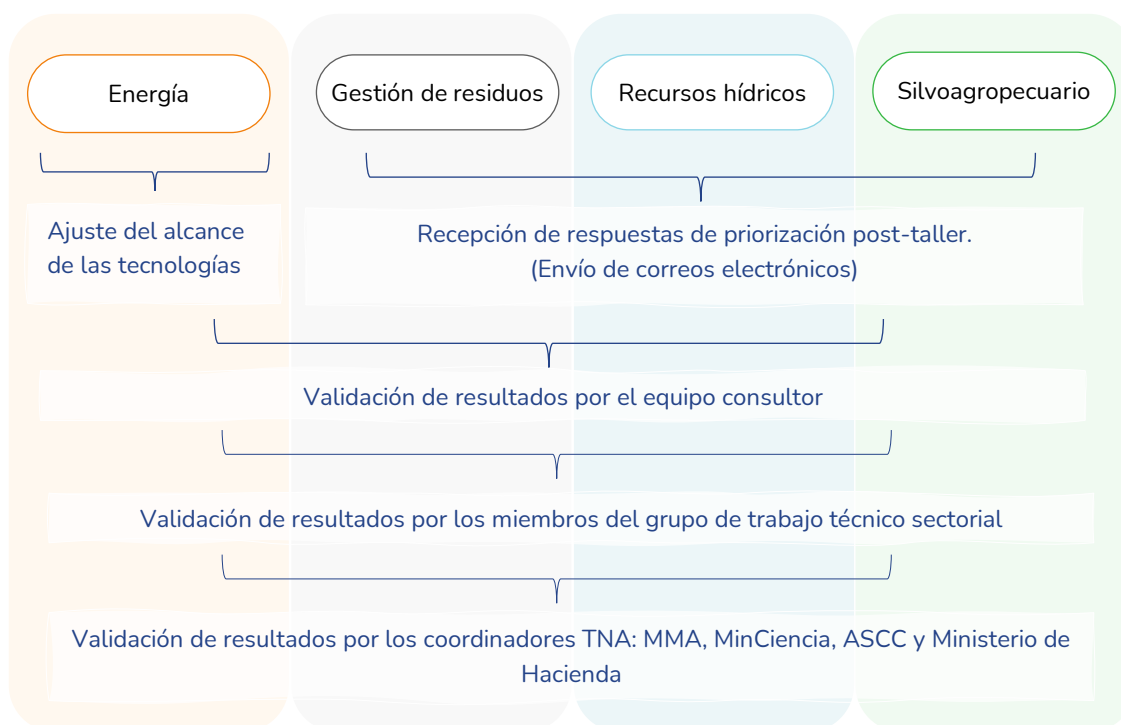 Energía
Gestión de residuos
Recursos hídricos
Silvoagropecuario
Ajuste del alcance
de las tecnologías
Recepción de respuestas de priorización post-taller.
(Envío de correos electrónicos)
Validación de resultados por el equipo consultor
Validación de resultados por los miembros del grupo de trabajo técnico sectorial
Validación de resultados por los coordinadores TNA: MMA, MinCiencia, ASCC y Ministerio de
Hacienda